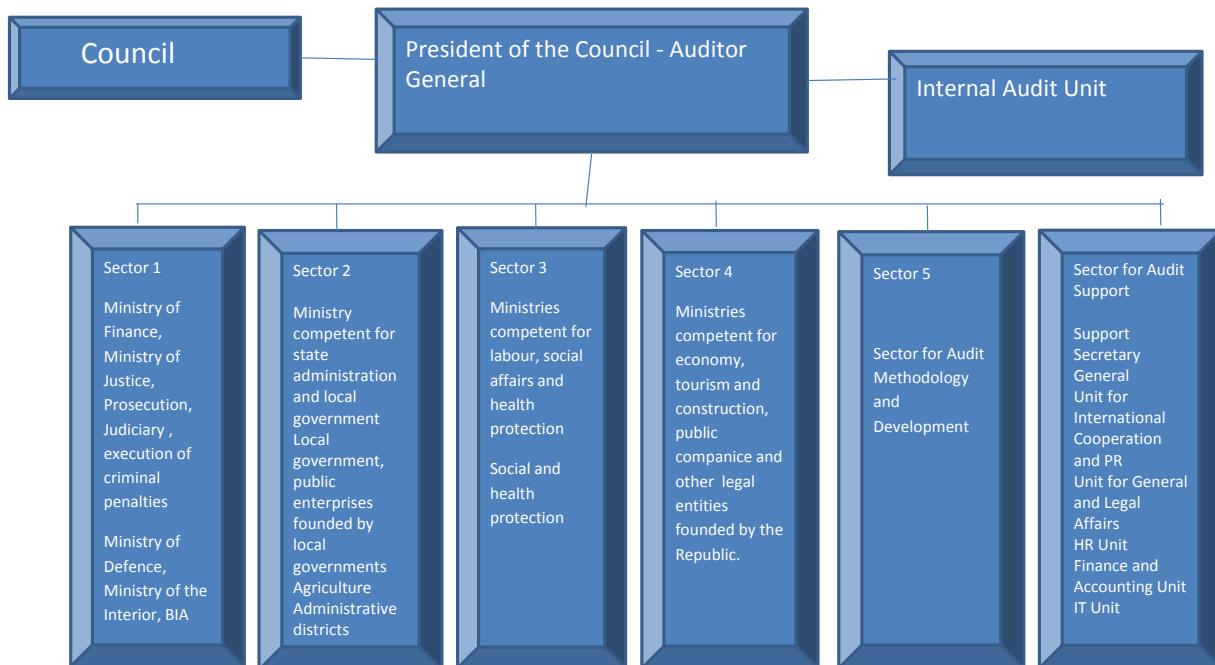 Council
President of the Council - Auditor
General
Internal Audit Unit
Sector 1
Ministry of
Finance,
Ministry of
Justice,
Prosecution,
Judiciary ,
execution of
criminal
penalties
Ministry of
Defence,
Ministry of the
Interior, BIA
Sector 2
Ministry
competent for
state
administration
and local
government
Local
government,
public
enterprises
founded by
local
governments
Agriculture
Administrative
districts
Sector 3
Ministries
competent for
labour, social
affairs and
health
protection
Social and
health
protection
Sector 4
Ministries
competent for
economy,
tourism and
construction,
public
companice and
other legal
entities
founded by the
Republic.
Sector 5
Sector for Audit
Methodology
and
Development
Sector for Audit
Support
Support
Secretary
General
Unit for
International
Cooperation
and PR
Unit for General
and Legal
Affairs
HR Unit
Finance and
Accounting Unit
IT Unit